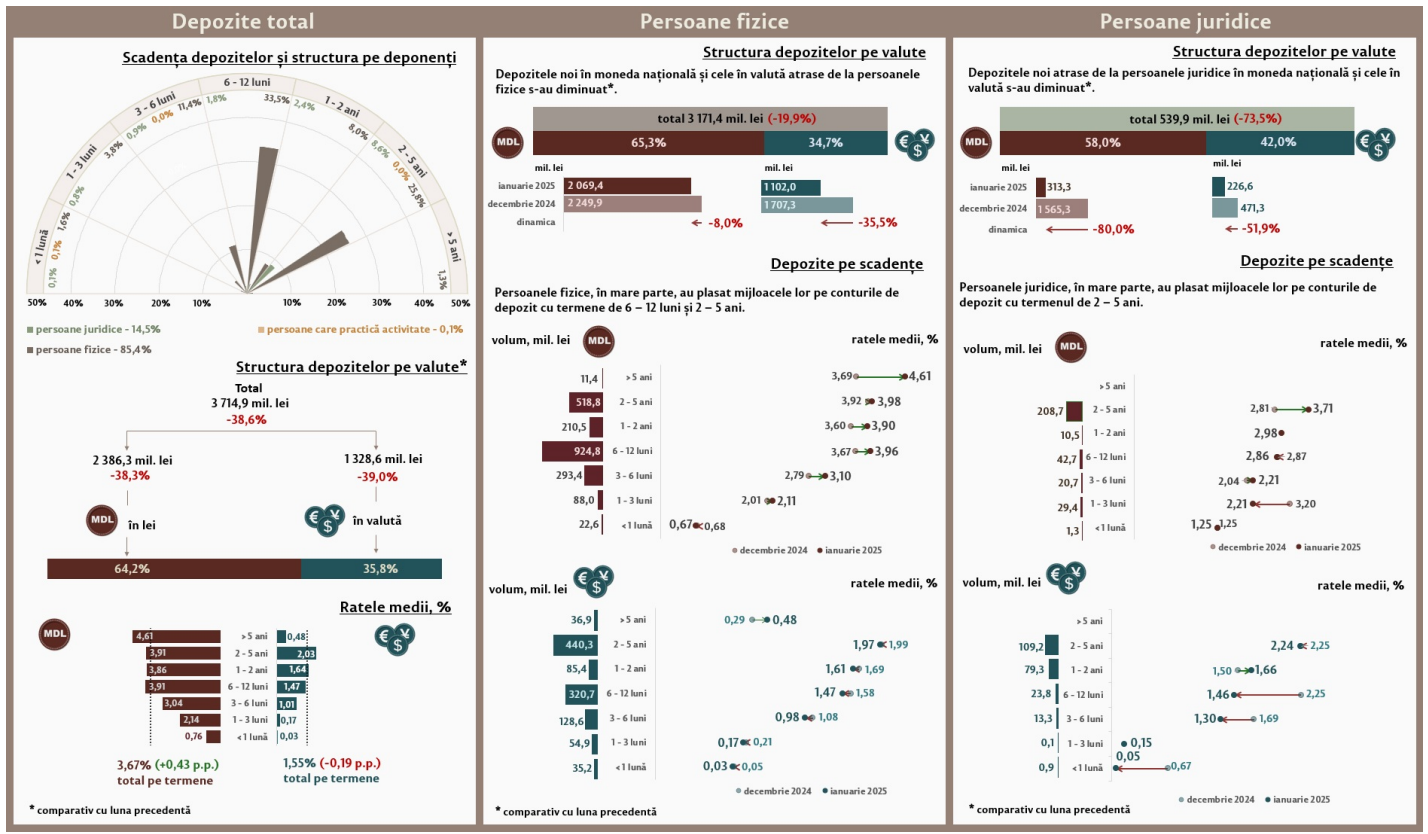 Depozite total
Scadența depozitelor și structura pe deponenți
< 1 lună
0,1%
0,1%
1,6%
1 - 3 luni
0,8%
3,8%
3 - 6 luni
0,9%
0,0%
11,4%
6 - 12 luni
1,8%
33,5%
1 - 2 ani
2,4%
8,0%
2 - 5 ani
8,6%
0,0%
25,8%
> 5 ani
1,3%
50% 40% 30% 20% 10% 10% 20% 30% 40% 50%
persoane juridice - 14,5%
persoane care practică activitate - 0,1%
persoane fizice - 85,4%
Structura depozitelor pe valute*
Total
3 714,9 mil. lei
-38,6%
2 386,3 mil. lei
-38,3%
1 328,6 mil. lei
-39,0%
MDL în lei
€ ¥ $ în valută
64,2% 35,8%
Ratele medii, %
MDL
€ ¥ $
4,61 > 5 ani 0,48
3,91 2 - 5 ani 2,03
3,86 1 - 2 ani 1,64
3,91 6 - 12 luni 1,47
3,04 3 - 6 luni 1,01
2,14 1 - 3 luni 0,17
0,76 < 1 lună 0,03
3,67% (+0,43 p.p.)
total pe termene
1,55% (-0,19 p.p.)
total pe termene
* comparativ cu luna precedentă
Persoane fizice
Structura depozitelor pe valute
Depozitele noi în moneda națională și cele în valută atrase de la persoanele
fizice s-au diminuat*.
total 3 171,4 mil. lei (-19,9%)
MDL 65,3% 34,7% € ¥ $
mil. lei mil. lei
ianuarie 2025 2 069,4 1 102,0
decembrie 2024 2 249,9 1 707,3
dinamica -8,0% -35,5%
Depozite pe scadențe
Persoanele fizice, în mare parte, au plasat mijloacele lor pe conturile de
depozit cu termene de 6 – 12 luni și 2 – 5 ani.
volum, mil. lei MDL ratele medii, %
11,4 > 5 ani 3,69 4,61
518,8 2 - 5 ani 3,92 3,98
210,5 1 - 2 ani 3,60 3,90
924,8 6 - 12 luni 3,67 3,96
293,4 3 - 6 luni 2,79 3,10
88,0 1 - 3 luni 2,01 2,11
22,6 < 1 lună 0,67 0,68
decembrie 2024 ianuarie 2025
volum, mil. lei € ¥ $ ratele medii, %
36,9 > 5 ani 0,29 0,48
440,3 2 - 5 ani 1,97 1,99
85,4 1 - 2 ani 1,61 1,69
320,7 6 - 12 luni 1,47 1,58
128,6 3 - 6 luni 0,98 1,08
54,9 1 - 3 luni 0,17 0,21
35,2 < 1 lună 0,03 0,05
decembrie 2024 ianuarie 2025
* comparativ cu luna precedentă
Persoane juridice
Structura depozitelor pe valute
Depozitele noi atrase de la persoanele juridice în moneda națională și cele în
valută s-au diminuat*.
total 539,9 mil. lei (-73,5%)
MDL 58,0% 42,0% € ¥ $
mil. lei mil. lei
ianuarie 2025 313,3 226,6
decembrie 2024 1 565,3 471,3
dinamica -80,0% -51,9%
Depozite pe scadențe
Persoanele juridice, în mare parte, au plasat mijloacele lor pe conturile de
depozit cu termenul de 2 – 5 ani.
volum, mil. lei MDL ratele medii, %
> 5 ani
208,7 2 - 5 ani 2,81 3,71
10,5 1 - 2 ani 2,98
42,7 6 - 12 luni 2,86 2,87
20,7 3 - 6 luni 2,04 2,21
29,4 1 - 3 luni 2,21 3,20
1,3 < 1 lună 1,25 1,25
decembrie 2024 ianuarie 2025
volum, mil. lei € ¥ $ ratele medii, %
> 5 ani
109,2 2 - 5 ani 2,24 2,25
79,3 1 - 2 ani 1,50 1,66
23,8 6 - 12 luni 1,46 2,25
13,3 3 - 6 luni 1,30 1,69
0,1 1 - 3 luni 0,15
0,9 < 1 lună 0,05 0,67
decembrie 2024 ianuarie 2025
* comparativ cu luna precedentă